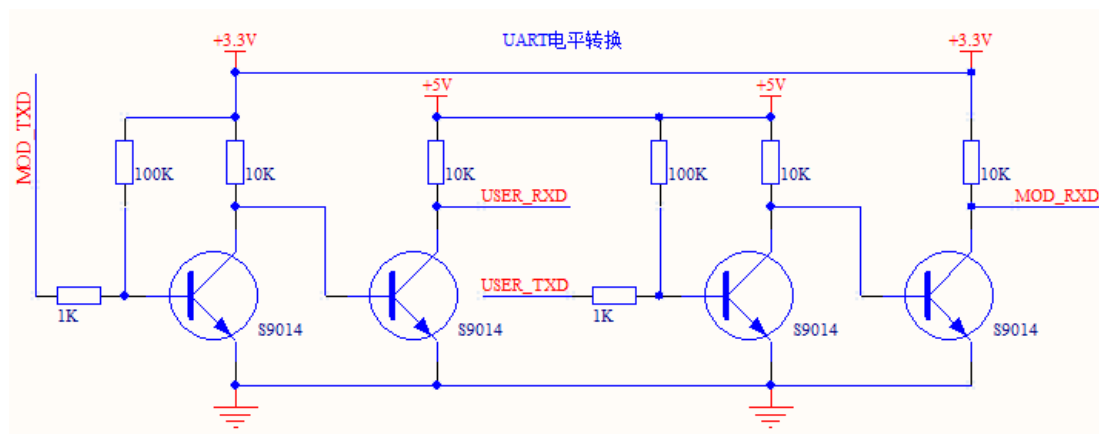 UART电平转换
+3.3V
+3.3V
+5V
+5V
MOD_TXD
100K
10K
10K
100K
10K
10K
USER_RXD
MOD_RXD
USER_TXD
1K
S9014
S9014
1K
S9014
S9014